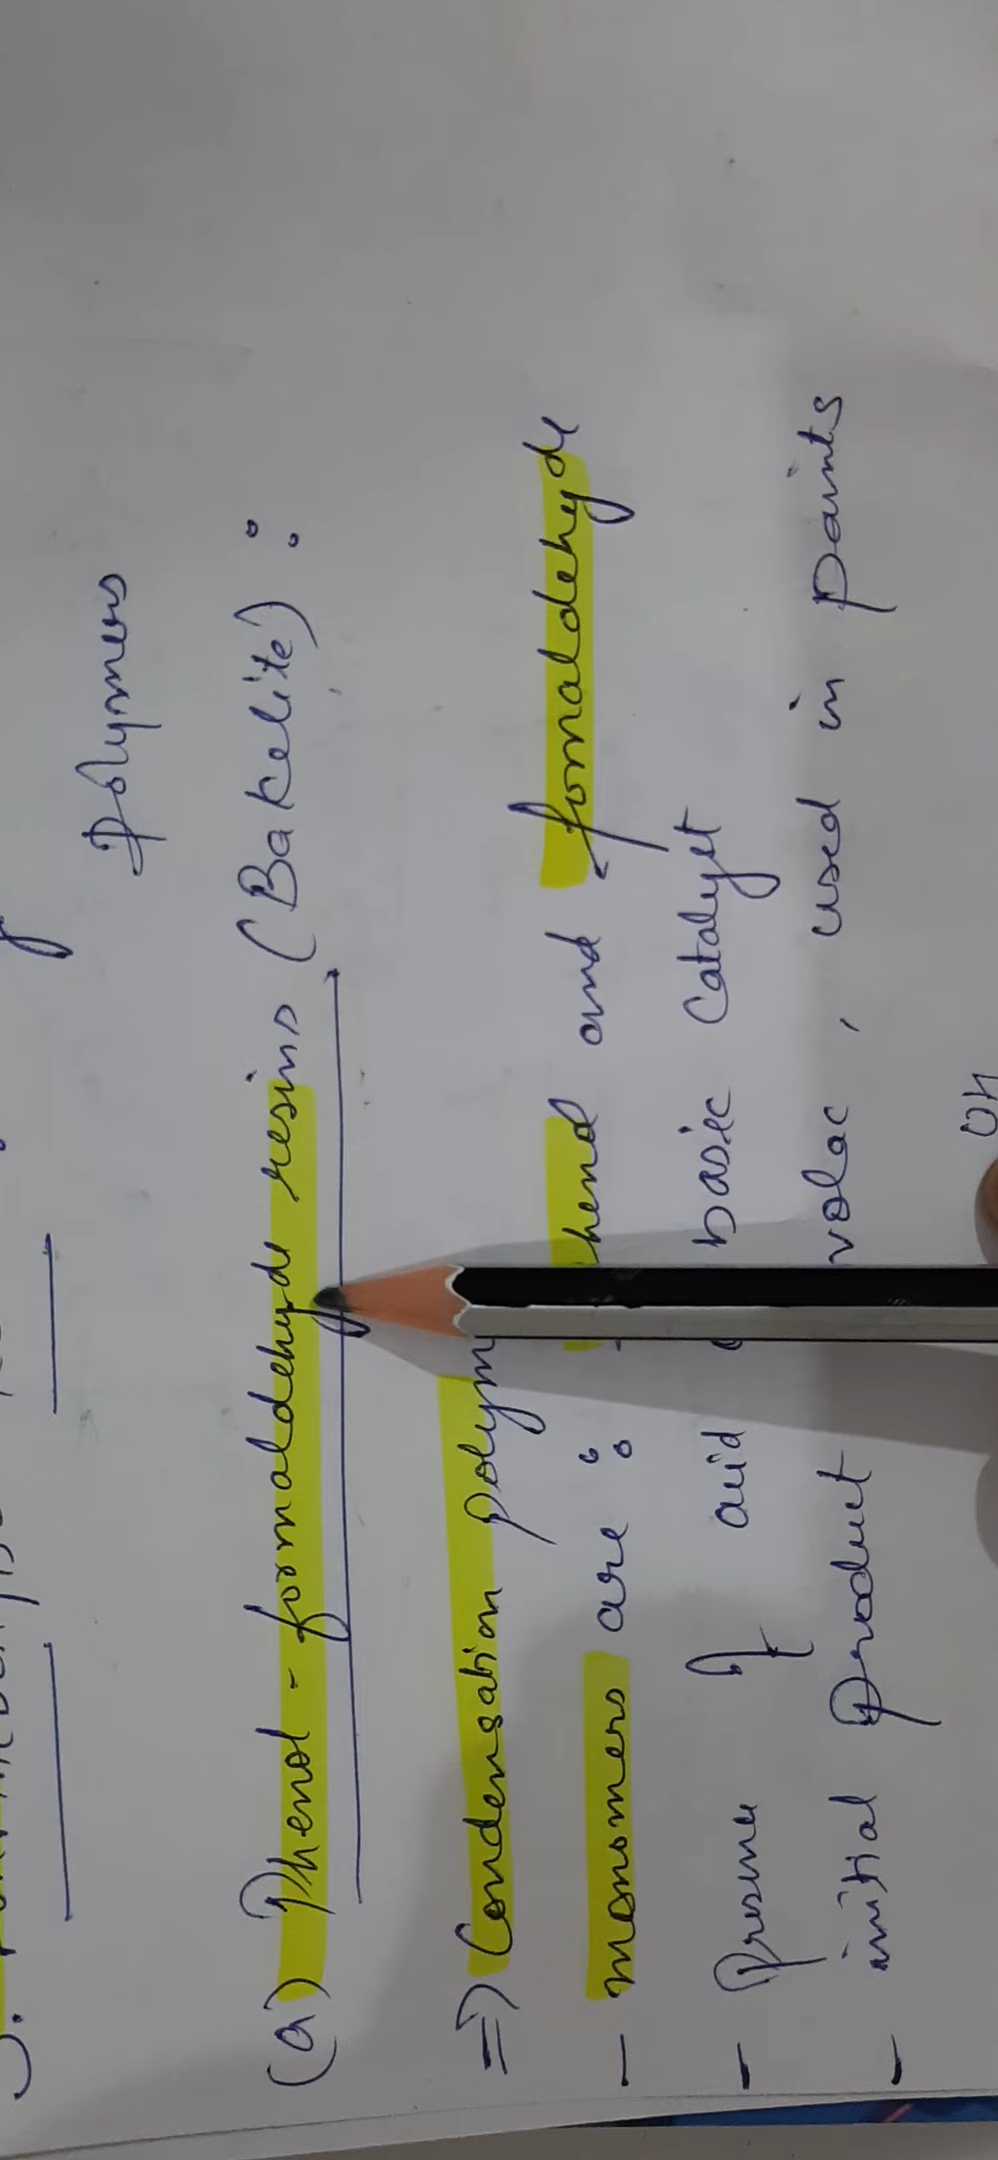 polymers
(a) Phenol - formaldehyde resins (Bakelite) :
=> Condensation polym
- monomers are : henol and formaldehyde
- Presence of acid basic catalyst
- initial product volac , used in paints
OH